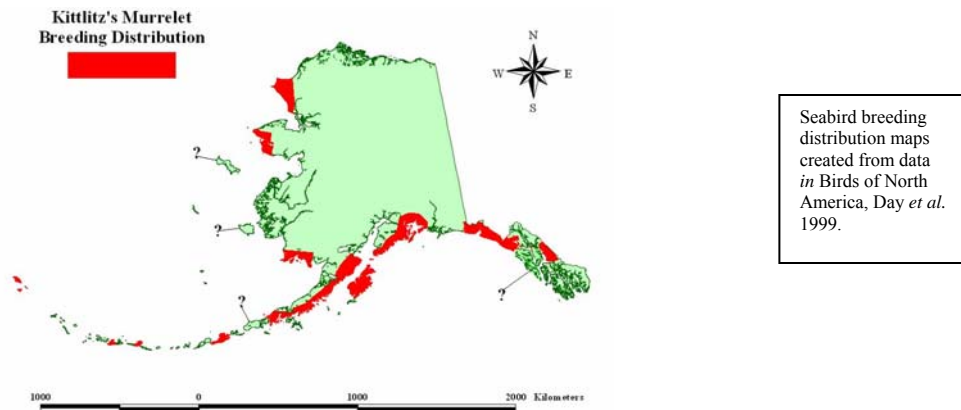 Kittlitz's Murrelet
Breeding Distribution
N
W
E
S
?
?
?
?
Seabird breeding
distribution maps
created from data
in Birds of North
America, Day et al.
1999.
1000
0
1000
2000
Kilometers